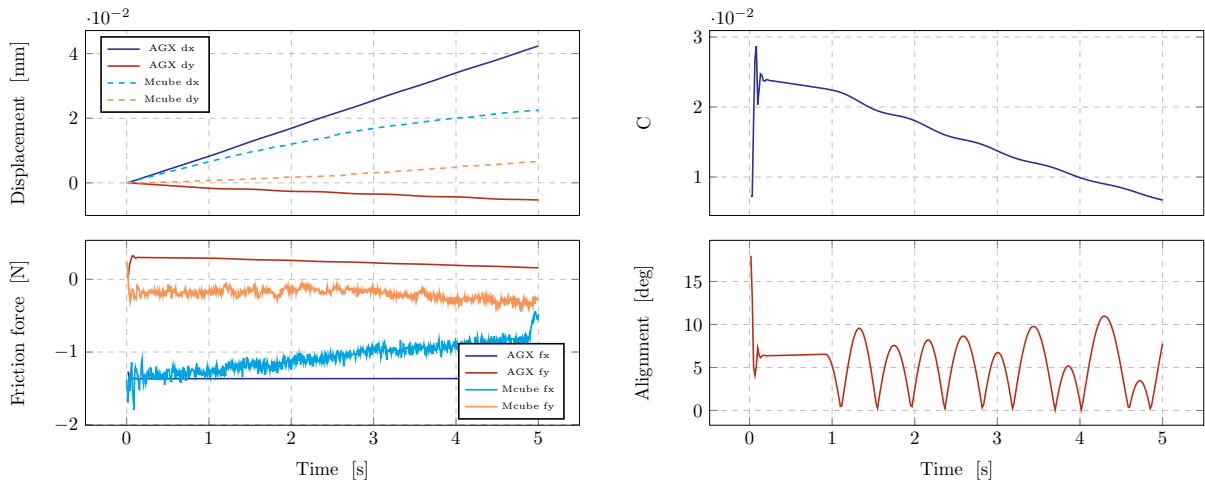 ·10⁻²
4
2
0
Displacement [mm]
AGX dx
AGX dy
Mcube dx
Mcube dy
·10⁻²
3
2
1
C
0
−1
−2
Friction force [N]
AGX fx
AGX fy
Mcube fx
Mcube fy
0 1 2 3 4 5
Time [s]
15
10
5
0
Alignment [deg]
0 1 2 3 4 5
Time [s]